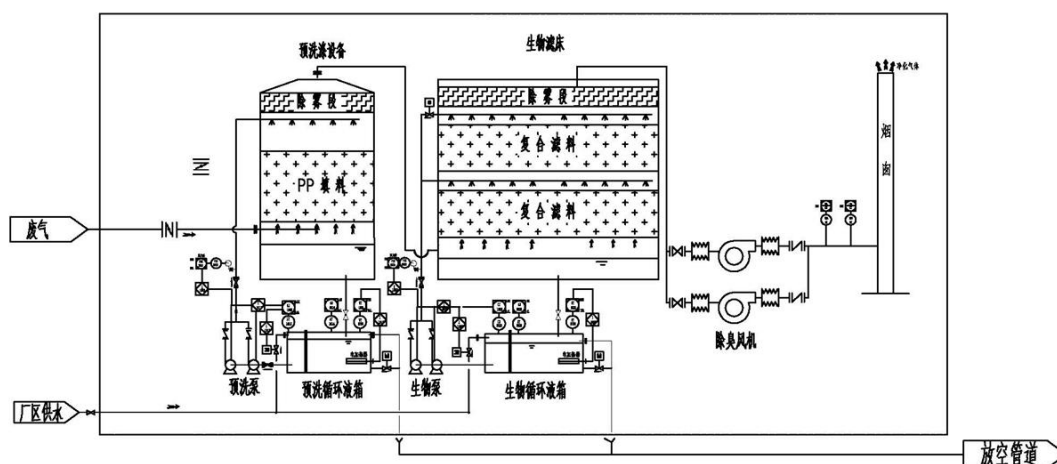 预洗涤设备
生物滤床
净化气体
除雾段
除雾段
烟囱
复合滤料
PP 填料
复合滤料
废气
除臭风机
预洗泵
预洗循环液箱
生物泵
生物循环液箱
厂区供水
放空管道